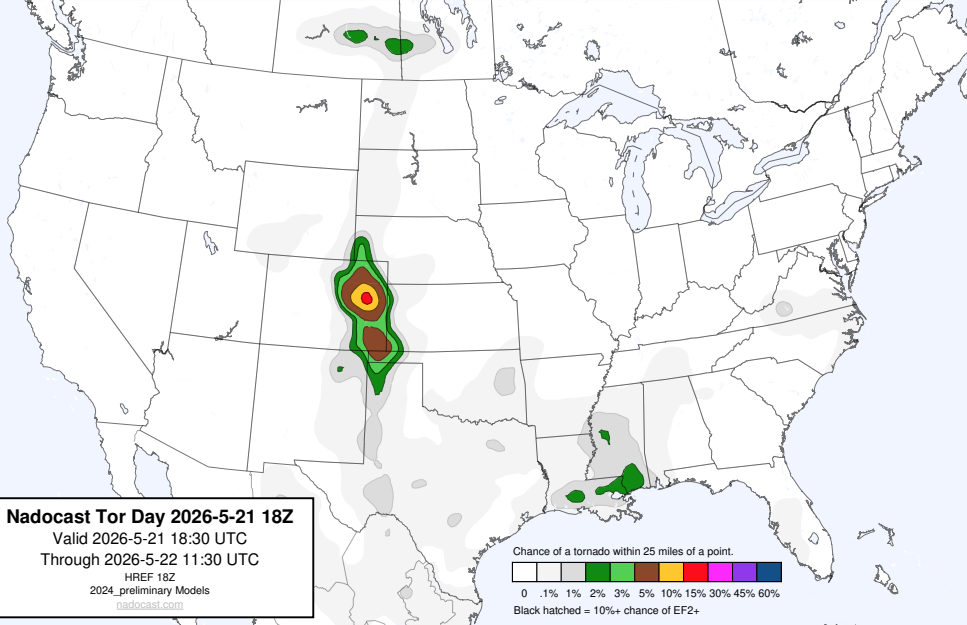 Nadocast Tor Day 2026-5-21 18Z
Valid 2026-5-21 18:30 UTC
Through 2026-5-22 11:30 UTC
HREF 18Z
2024_preliminary Models
nadocast.com
Chance of a tornado within 25 miles of a point.
0 .1% 1% 2% 3% 5% 10% 15% 30% 45% 60%
Black hatched = 10%+ chance of EF2+